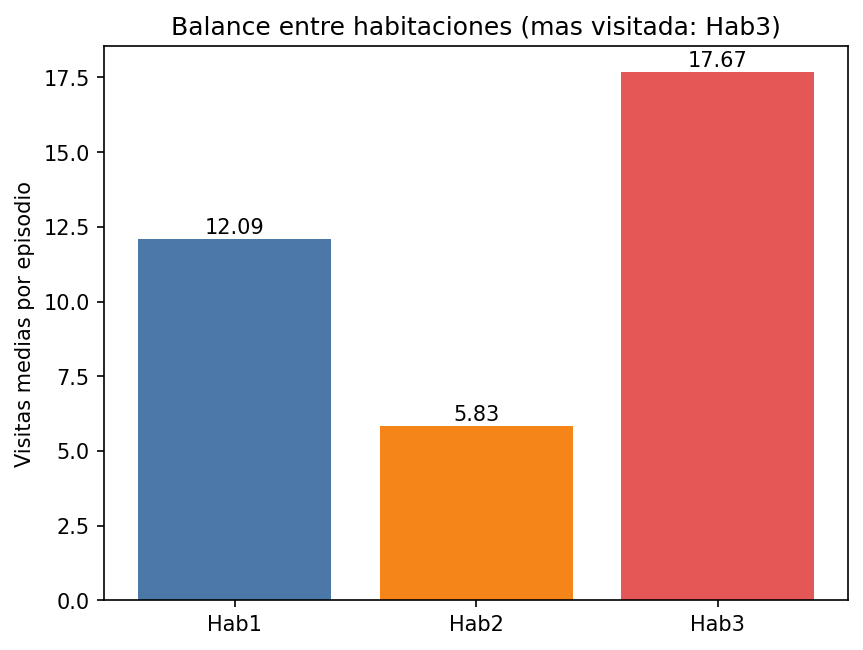 Balance entre habitaciones (mas visitada: Hab3)
Visitas medias por episodio
17.5
15.0
12.5
10.0
7.5
5.0
2.5
0.0
12.09
5.83
17.67
Hab1
Hab2
Hab3